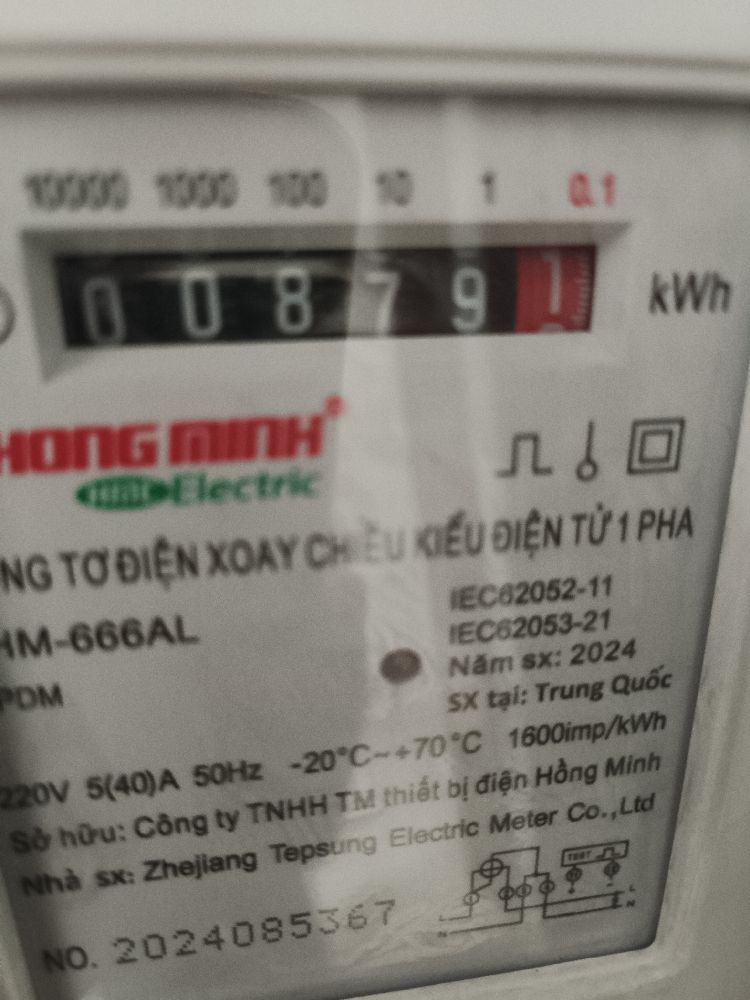 10000 1000 100 10 1 0.1
0 0 8 7 9 1 kWh
HONG MINH®
HM Electric
NG TƠ ĐIỆN XOAY CHIỀU KIỂU ĐIỆN TỬ 1 PHA
HM-666AL
IEC62052-11
IEC62053-21
PDM
Năm sx: 2024
SX tại: Trung Quốc
220V 5(40)A 50Hz -20°C~+70°C 1600imp/kWh
Sở hữu: Công ty TNHH TM thiết bị điện Hồng Minh
Nhà sx: Zhejiang Tepsung Electric Meter Co.,Ltd
TEST
L L
N N
NO. 2024085367